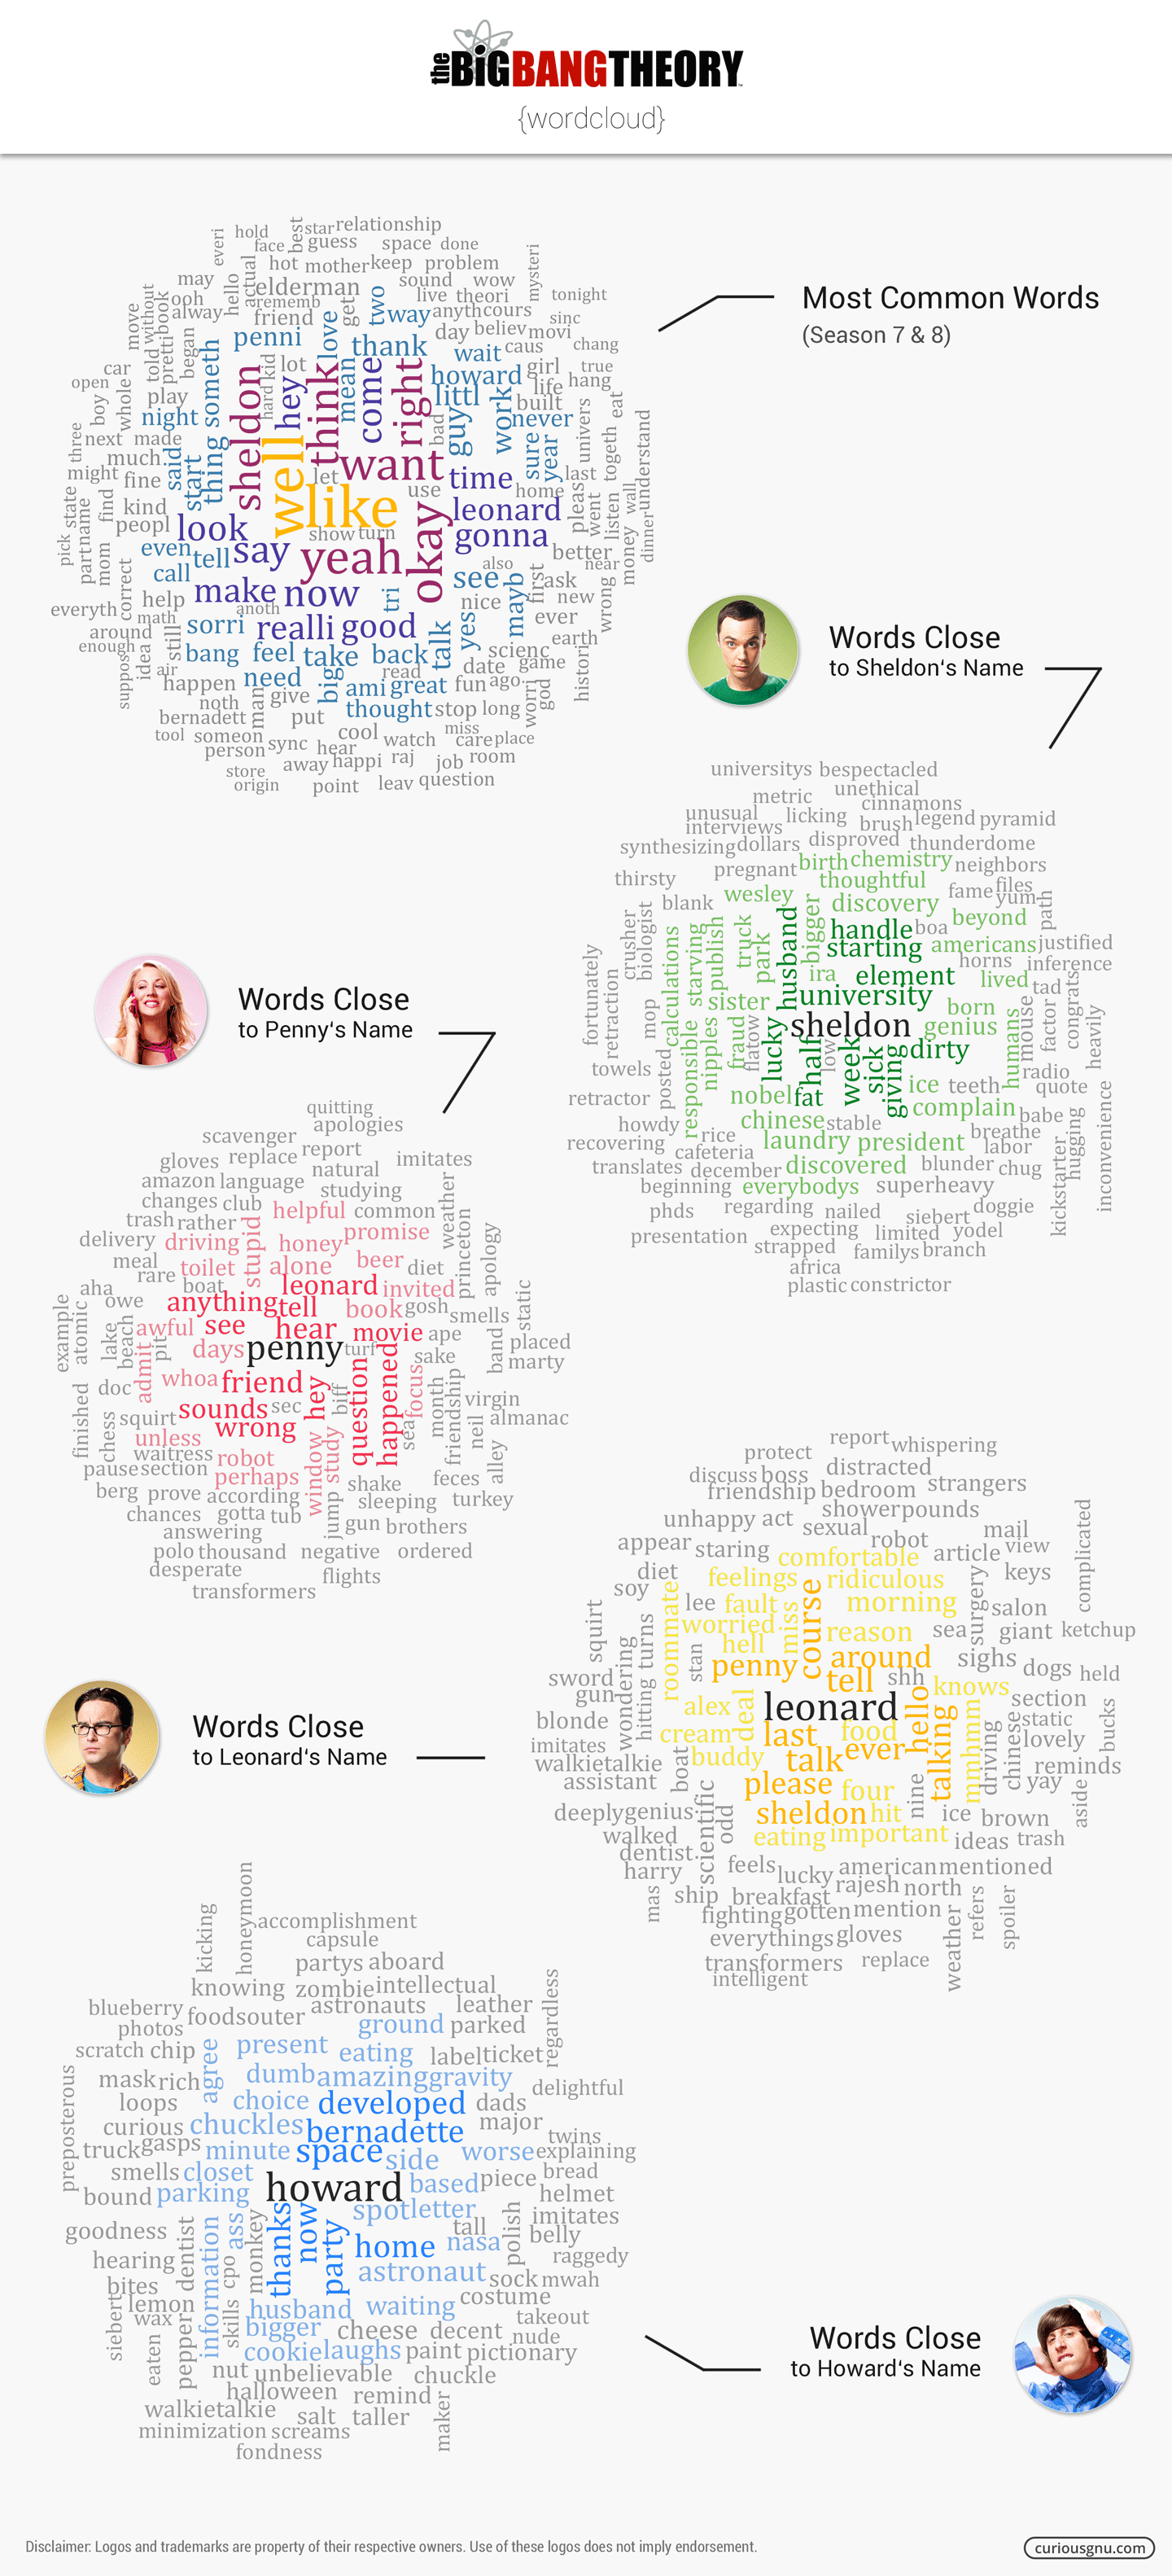 the BIGBANGTHEORY
{wordcloud}
Most Common Words
(Season 7 & 8)
everi hold best star relationship
face guess space done
hot mother keep problem mysteri
may hello actual elderman sound wow
ooh rememb get two live theori tonight
move without book alway friend love way anyth cours sinc
penni thank day believ movi
told pretti began someth lot mean come right wait caus chang
car open whole play hard kid howard girl true
boy night sheldon hey think littl life hang
built guy work never univers eat
three next made said thing start well bad sure year togeth understand
much want
might fine let like use time home last
state find kind leonard pleas went listen wall
name peopl look show turn okay gonna dinner money
pick part mom even tell say yeah also better near
call see first ask
correct make now tri nice mayb new wrong
everyth help anoth ever
math sorri realli good talk yes earth
around still bang feel take back scienc
enough idea air read date game histori
suppos happen need big ami great fun ago
noth man give thought stop long worri god
bernadett put miss
tool someon sync cool watch care place
person hear raj job room
store away happi
origin point leav question
Words Close
to Sheldon‘s Name
universitys bespectacled
metric unethical
cinnamons
unusual licking brush legend pyramid
interviews
synthesizing dollars disproved thunderdome
pregnant birth chemistry neighbors
thirsty thoughtful fame files
blank wesley discovery yum path
crusher biologist truck husband bigger handle boa beyond
fortunately calculations starving publish park starting americans justified
horns inference
retraction ira element lived tad
mop sister university born mouse factor congrats
fraud flatow lucky sheldon genius humans heavily
responsible nipples half low week sick giving dirty
towels posted radio
retractor nobel fat ice teeth quote
complain babe
howdy chinese stable breathe inconvenience
recovering rice laundry president labor hugging
cafeteria
translates december discovered blunder chug kickstarter
beginning everybodys superheavy
phds regarding nailed siebert doggie
presentation expecting limited yodel
strapped familys branch
africa
plastic constrictor
Words Close
to Penny‘s Name
quitting
apologies
scavenger
gloves replace report imitates
amazon language natural weather
changes club studying
trash rather helpful common princeton
delivery driving stupid honey promise apology
meal toilet alone beer diet
aha rare boat leonard invited static
owe anything tell book gosh smells
example atomic lake beach awful see hear movie ape band placed
admit pit days penny turf sake marty
doc whoa friend hey question happened focus month friendship virgin
finished chess squirt sounds sec biff sea neil almanac
unless wrong
waitress robot window study alley
pause section perhaps shake feces
berg prove according jump sleeping turkey
chances gotta tub gun brothers
answering
polo thousand negative ordered
desperate flights
transformers
Words Close
to Leonard‘s Name
report whispering
protect
discuss boss distracted
friendship bedroom strangers
shower pounds complicated
unhappy act sexual mail
appear staring robot article view
diet comfortable keys
soy feelings ridiculous surgery
roommate lee fault miss course morning salon
squirt turns worried reason sea giant ketchup
hell around sighs
wondering hitting stan penny tell shh dogs held
sword knows
gun alex deal leonard hello section
blonde cream last food talking mmhmm static bucks
imitates buddy talk ever driving chinese lovely
walkietalkie boat reminds
assistant please four nine yay
deeply genius scientific odd sheldon hit ice brown aside
walked eating important ideas trash
dentist
harry feels lucky american mentioned
mas ship breakfast rajesh north
fighting gotten mention refers spoiler
everythings gloves weather
transformers replace
intelligent
Words Close
to Howard‘s Name
kicking honeymoon accomplishment
capsule
partys aboard
knowing zombie intellectual
blueberry astronauts leather regardless
foods outer
photos ground parked
scratch chip agree present eating label ticket
mask rich dumb amazing gravity delightful
loops choice developed dads
preposterous curious chuckles bernadette major
truck gasps minute space side worse twins
explaining
smells closet howard based piece bread
bound parking helmet
spot letter imitates
goodness ass thanks now tall polish belly
hearing dentist information monkey party home nasa raggedy
bites cpo astronaut sock mwah
siebert lemon skills husband waiting costume
wax bigger cheese decent takeout
eaten pepper nude
cookie laughs paint pictionary
nut unbelievable chuckle
halloween remind
walkietalkie salt taller maker
minimization screams
fondness
Disclaimer: Logos and trademarks are property of their respective owners. Use of these logos does not imply endorsement.
curiousgnu.com